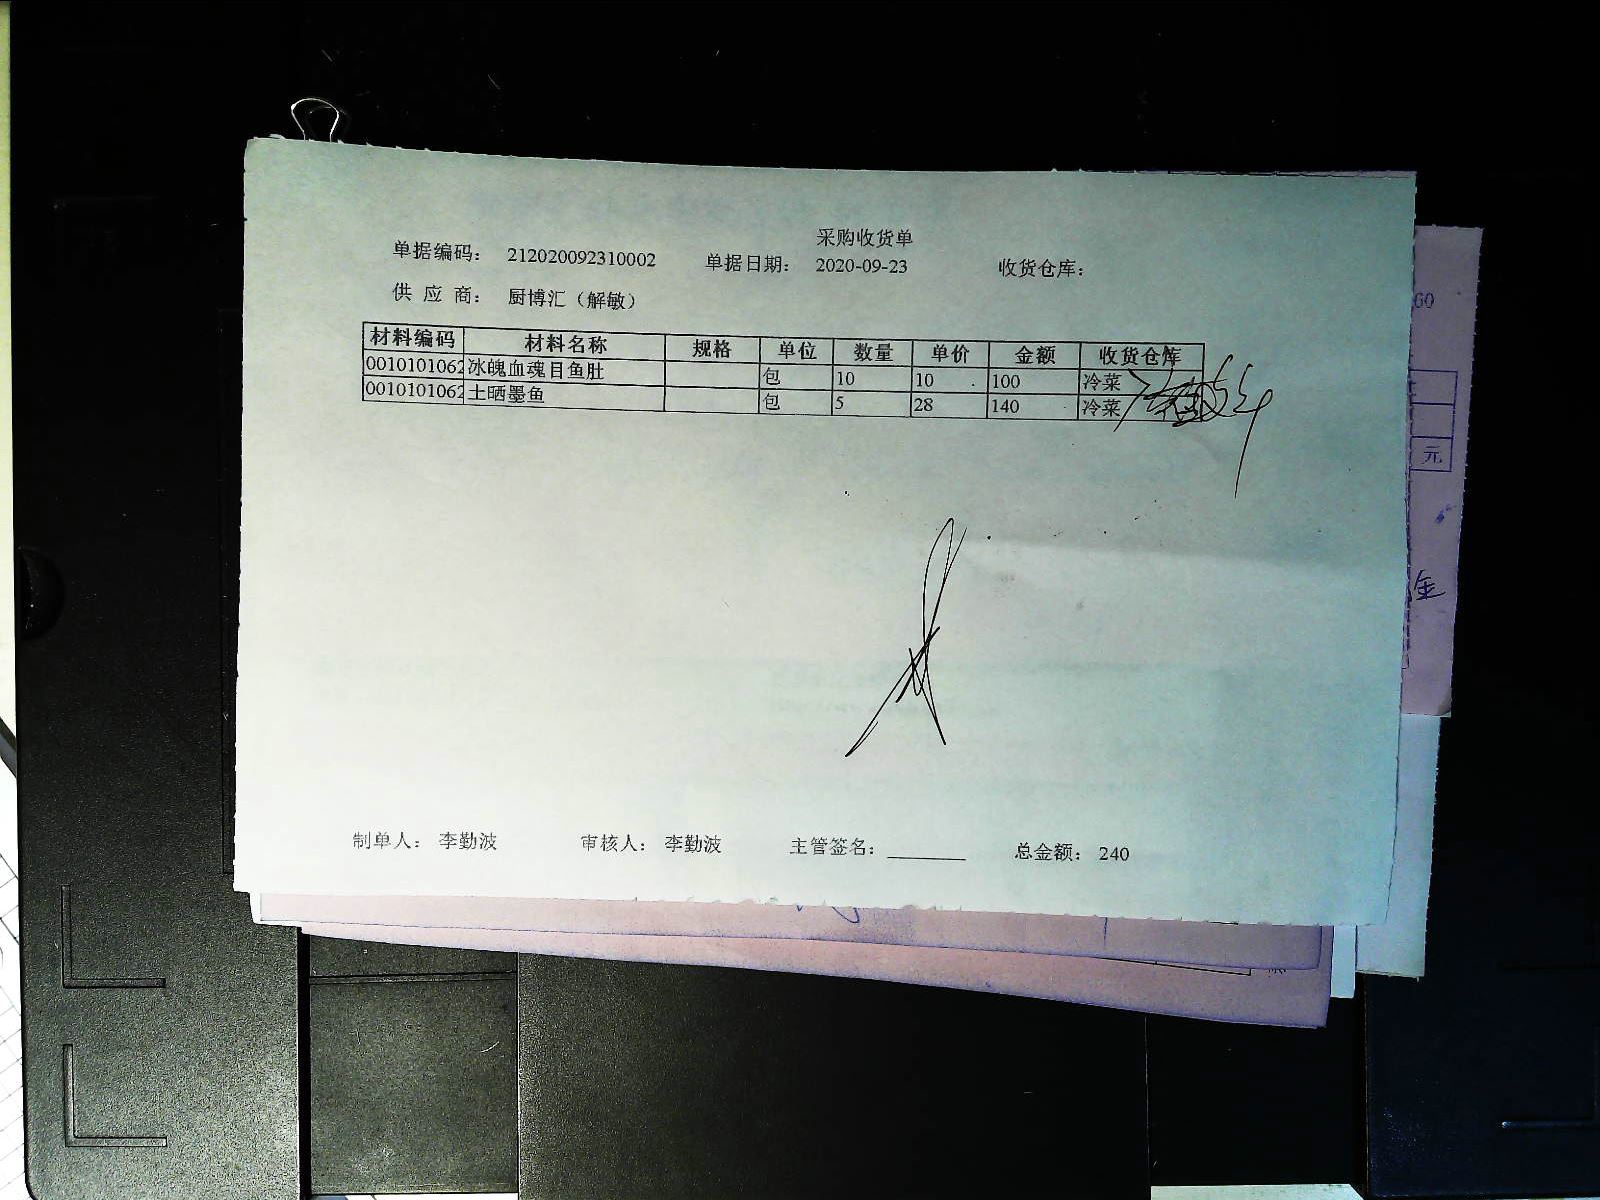 采购收货单
单据编码： 212020092310002 单据日期： 2020-09-23 收货仓库：
供 应 商： 厨博汇（解敏）
材料编码 材料名称 规格 单位 数量 单价 金额 收货仓库
0010101062 冰魄血魂目鱼肚 包 10 10 100 冷菜
0010101062 土晒墨鱼 包 5 28 140 冷菜
制单人： 李勤波 审核人： 李勤波 主管签名： 总金额： 240
60
元
金